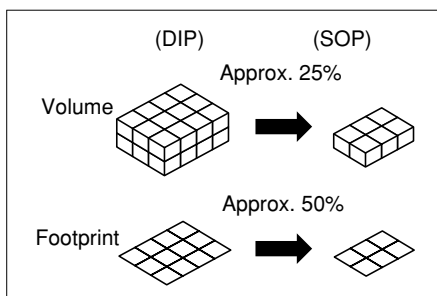 (DIP) (SOP)
Approx. 25%
Volume
Approx. 50%
Footprint